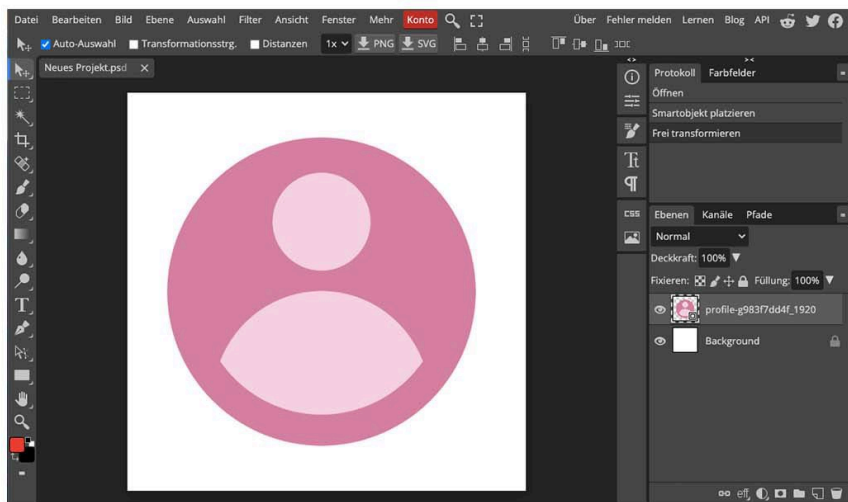 Datei Bearbeiten Bild Ebene Auswahl Filter Ansicht Fenster Mehr Konto Über Fehler melden Lernen Blog API
Auto-Auswahl Transformationsstrg. Distanzen 1x PNG SVG
Neues Projekt.psd
Protokoll Farbfelder
Öffnen
Smartobjekt platzieren
Frei transformieren
CSS
Ebenen Kanäle Pfade
Normal
Deckkraft: 100%
Fixieren: Füllung: 100%
profile-g983f7dd4f_1920
Background
eff